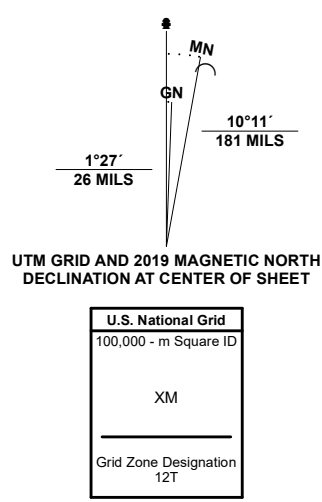 MN
GN
10°11´
181 MILS
1°27´
26 MILS
UTM GRID AND 2019 MAGNETIC NORTH
DECLINATION AT CENTER OF SHEET
U.S. National Grid
100,000 - m Square ID
XM
Grid Zone Designation
12T